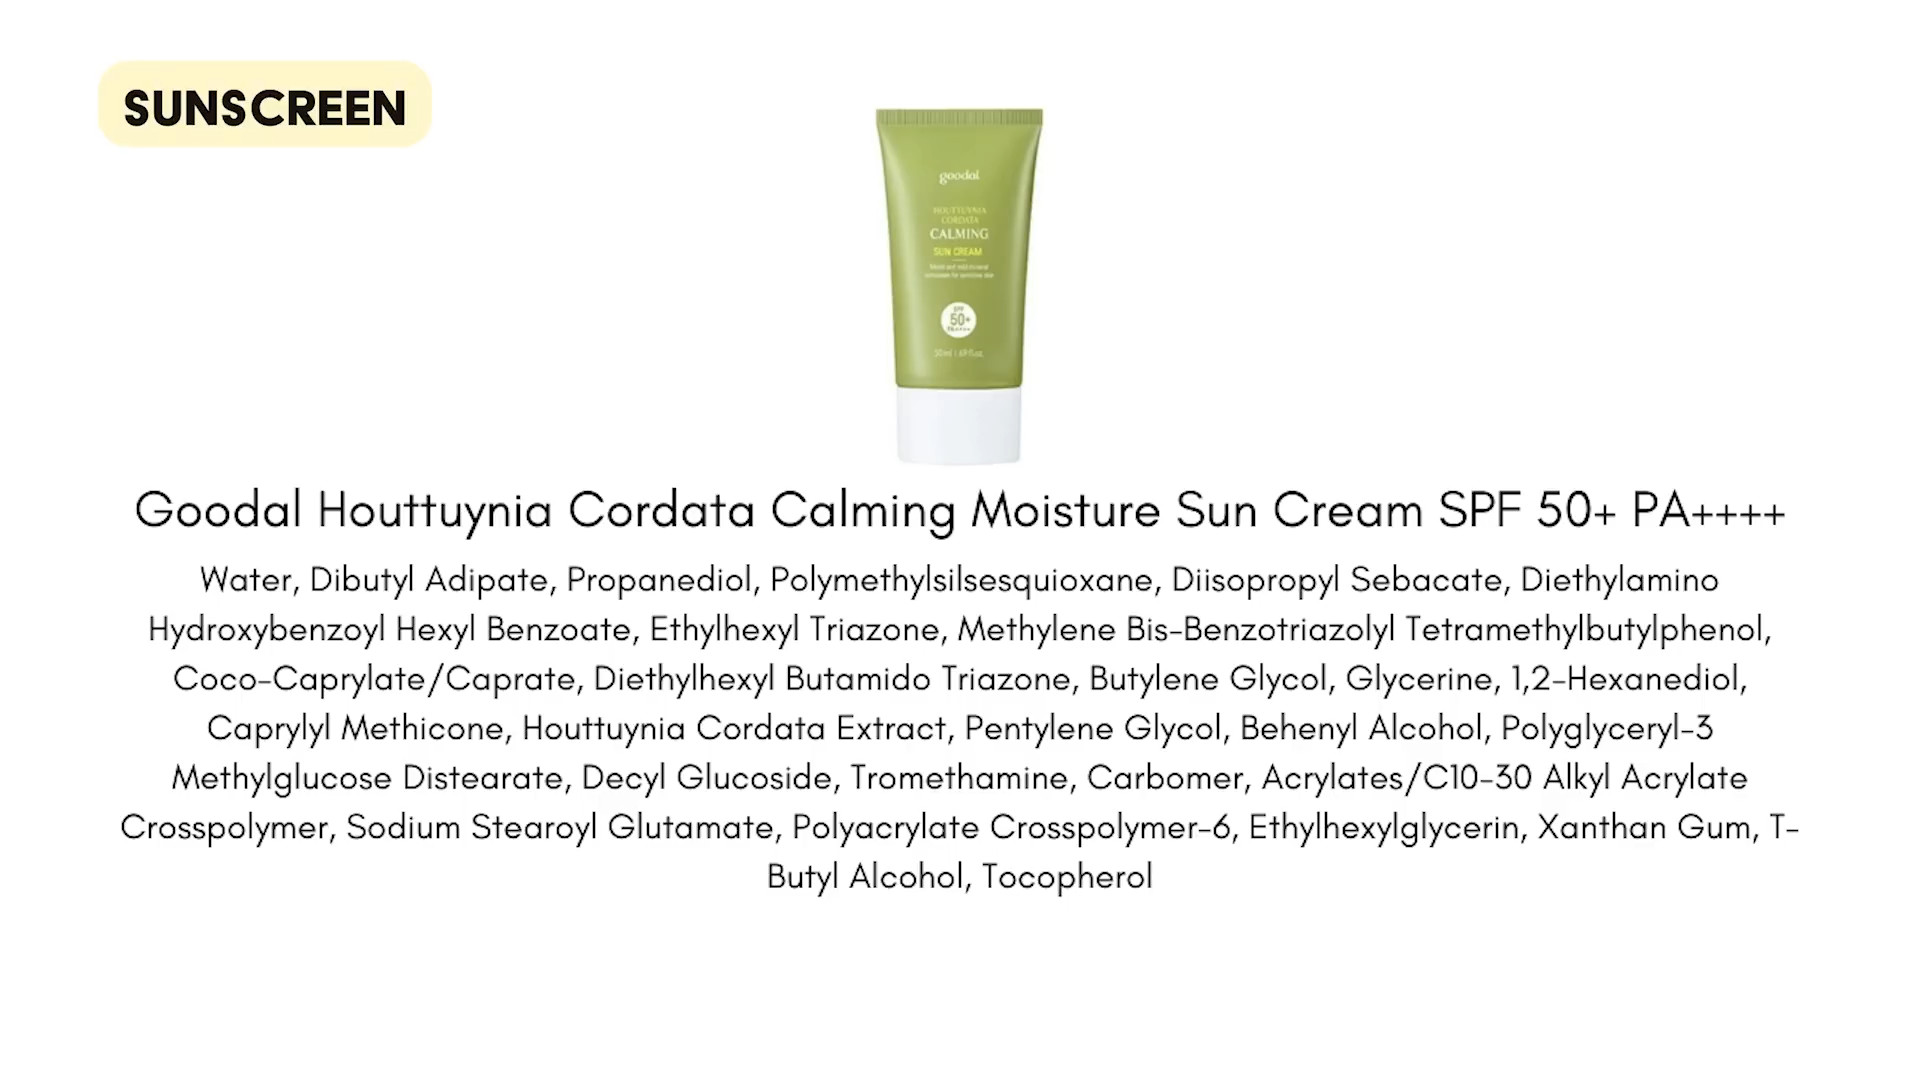 SUNSCREEN
goodal
HOUTTUYNIA
CORDATA
CALMING
SUN CREAM
SPF
50+
Goodal Houttuynia Cordata Calming Moisture Sun Cream SPF 50+ PA++++
Water, Dibutyl Adipate, Propanediol, Polymethylsilsesquioxane, Diisopropyl Sebacate, Diethylamino
Hydroxybenzoyl Hexyl Benzoate, Ethylhexyl Triazone, Methylene Bis-Benzotriazolyl Tetramethylbutylphenol,
Coco-Caprylate/Caprate, Diethylhexyl Butamido Triazone, Butylene Glycol, Glycerine, 1,2-Hexanediol,
Caprylyl Methicone, Houttuynia Cordata Extract, Pentylene Glycol, Behenyl Alcohol, Polyglyceryl-3
Methylglucose Distearate, Decyl Glucoside, Tromethamine, Carbomer, Acrylates/C10-30 Alkyl Acrylate
Crosspolymer, Sodium Stearoyl Glutamate, Polyacrylate Crosspolymer-6, Ethylhexylglycerin, Xanthan Gum, T-
Butyl Alcohol, Tocopherol